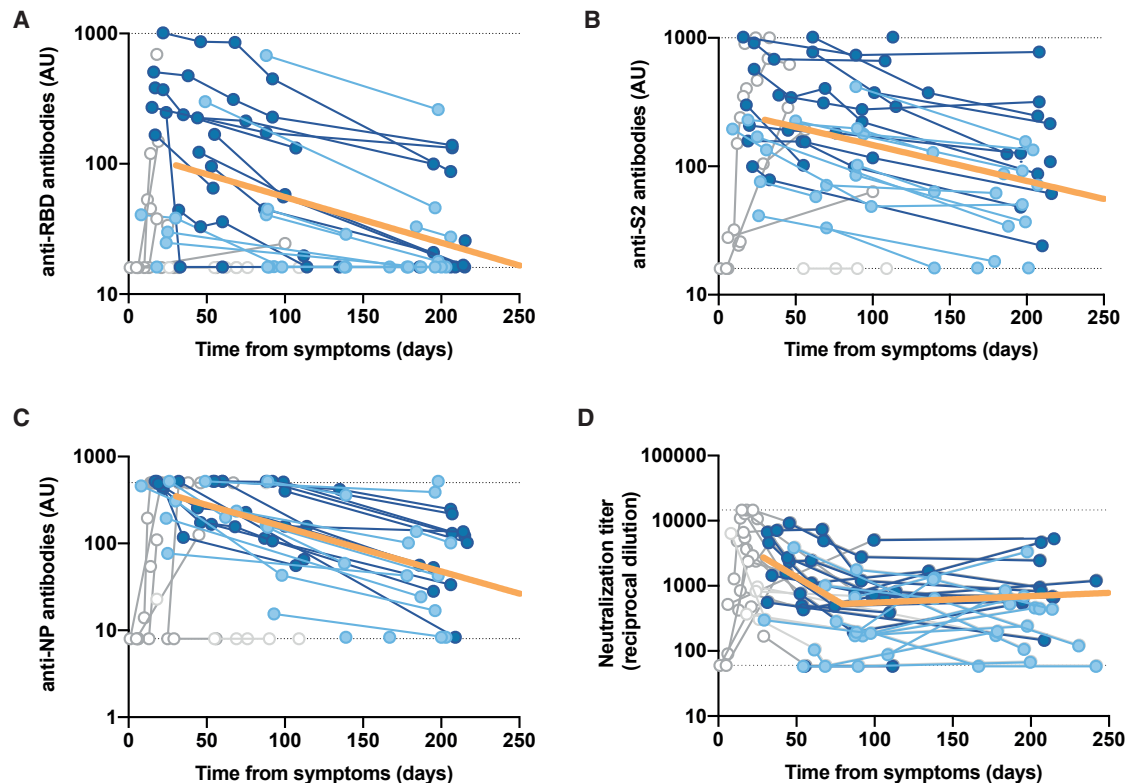 A
anti-RBD antibodies (AU)
1000
100
10
0 50 100 150 200 250
Time from symptoms (days)
B
anti-S2 antibodies (AU)
1000
100
10
0 50 100 150 200 250
Time from symptoms (days)
C
anti-NP antibodies (AU)
1000
100
10
1
0 50 100 150 200 250
Time from symptoms (days)
D
Neutralization titer
(reciprocal dilution)
100000
10000
1000
100
10
0 50 100 150 200 250
Time from symptoms (days)